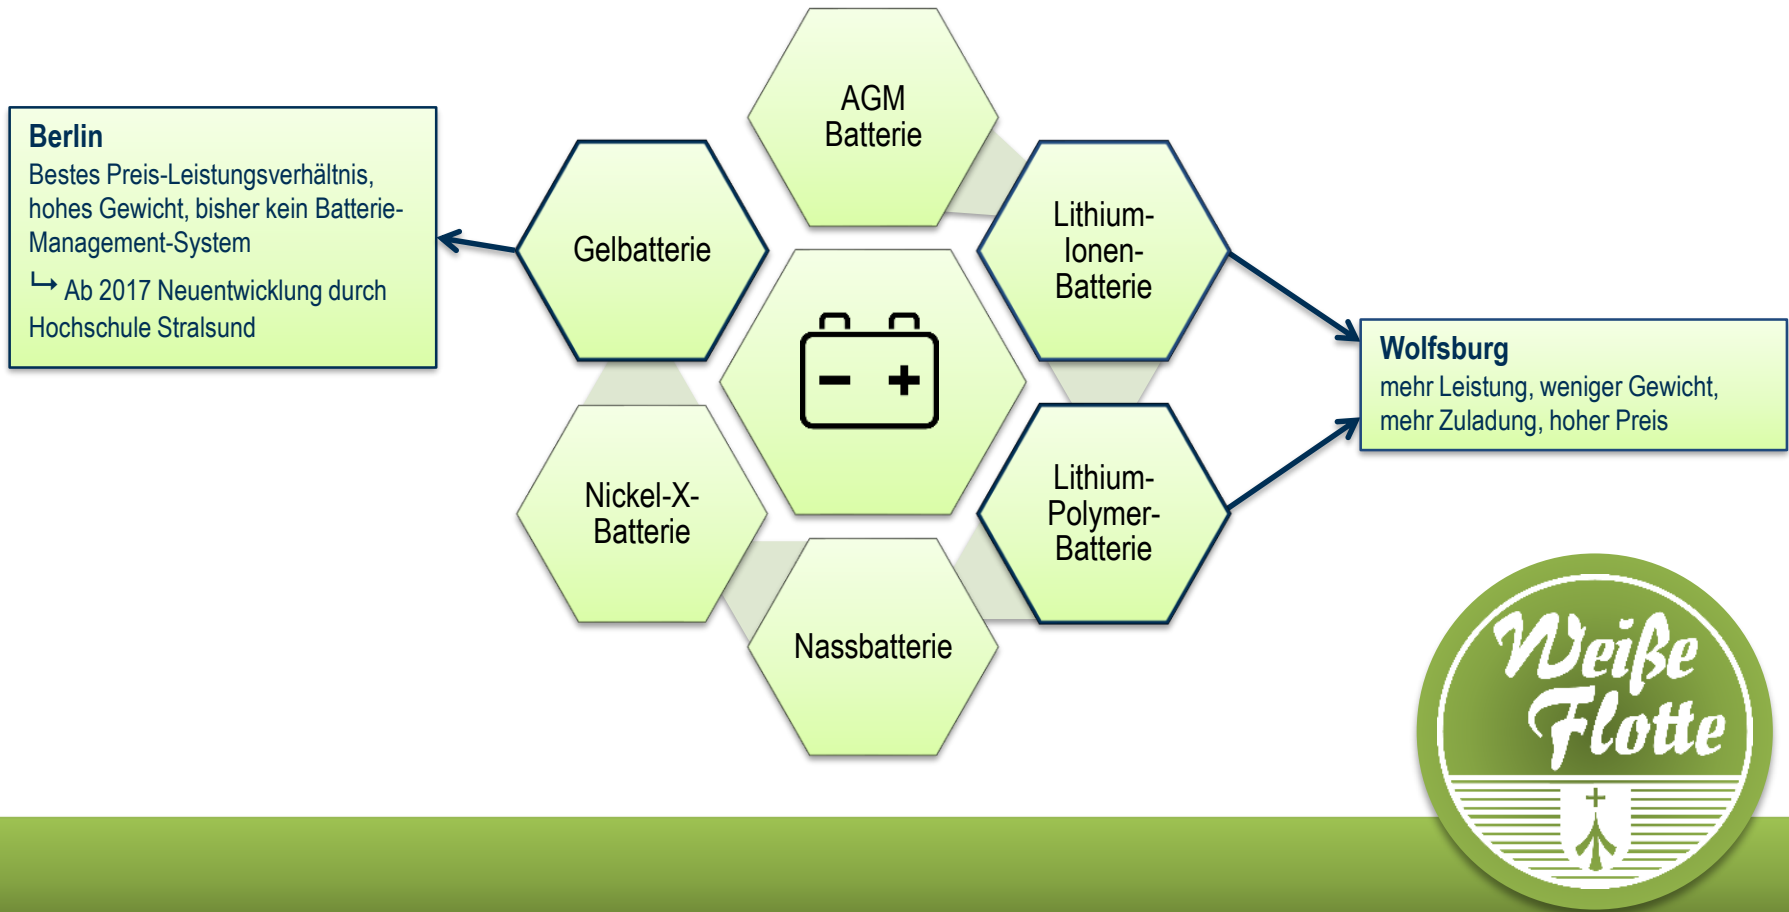 AGM
Batterie
Berlin
Bestes Preis-Leistungsverhältnis,
hohes Gewicht, bisher kein Batterie-
Management-System
↳ Ab 2017 Neuentwicklung durch
Hochschule Stralsund
Gelbatterie
Lithium-
Ionen-
Batterie
Wolfsburg
mehr Leistung, weniger Gewicht,
mehr Zuladung, hoher Preis
Nickel-X-
Batterie
Lithium-
Polymer-
Batterie
Nassbatterie
Weiße
Flotte